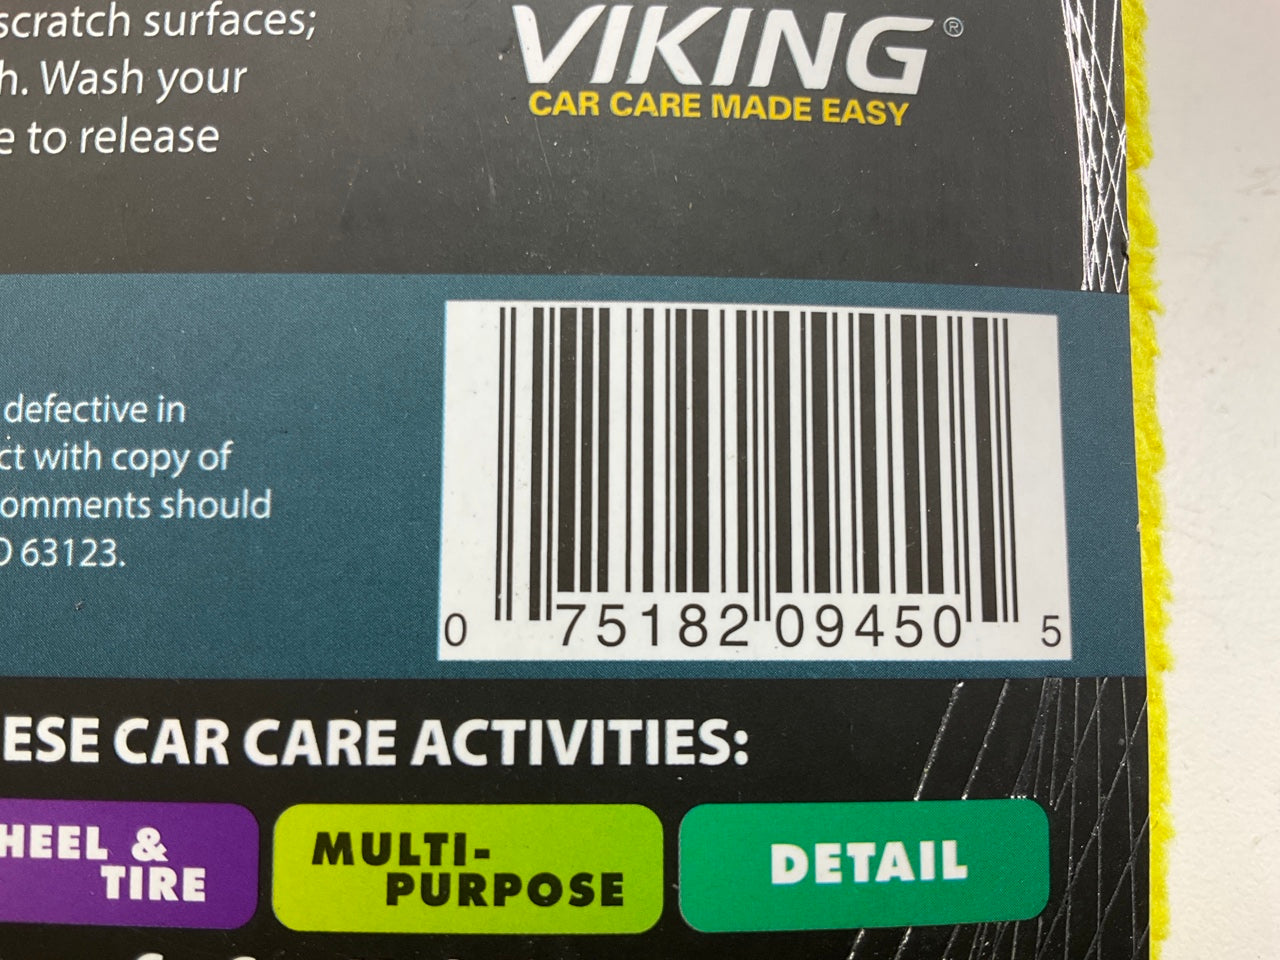 scratch surfaces;
h. Wash your
e to release
VIKING®
CAR CARE MADE EASY
defective in
ct with copy of
omments should
O 63123.
0 75182 09450 5
ESE CAR CARE ACTIVITIES:
HEEL &
TIRE
MULTI-
PURPOSE
DETAIL